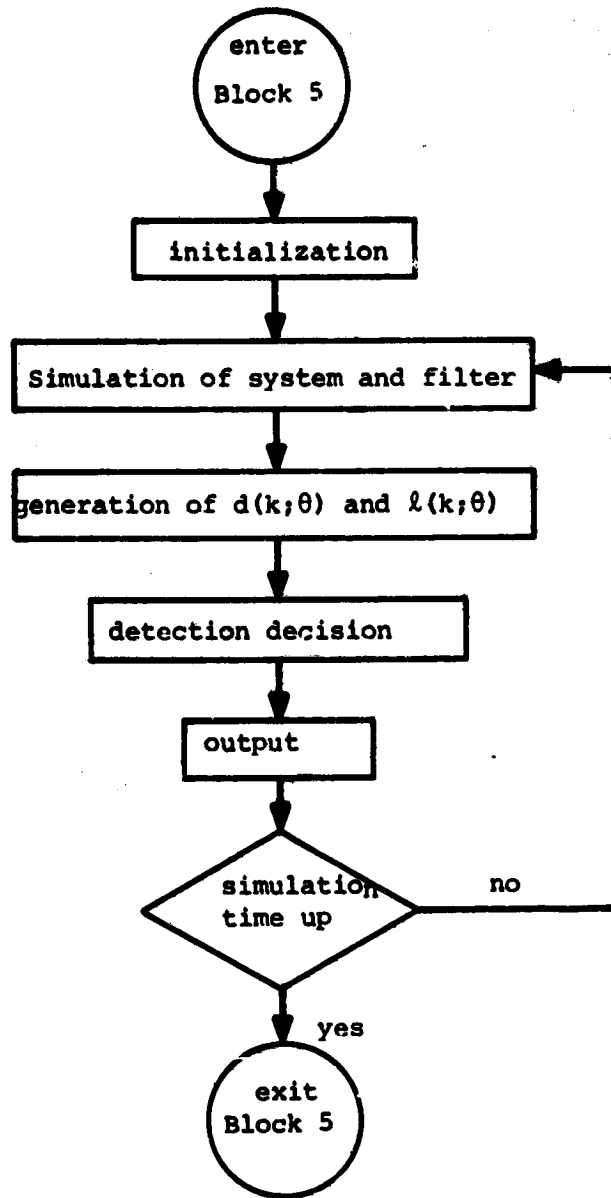 enter
Block 5
initialization
Simulation of system and filter
generation of d(k;θ) and ℓ(k;θ)
detection decision
output
simulation
time up
no
yes
exit
Block 5